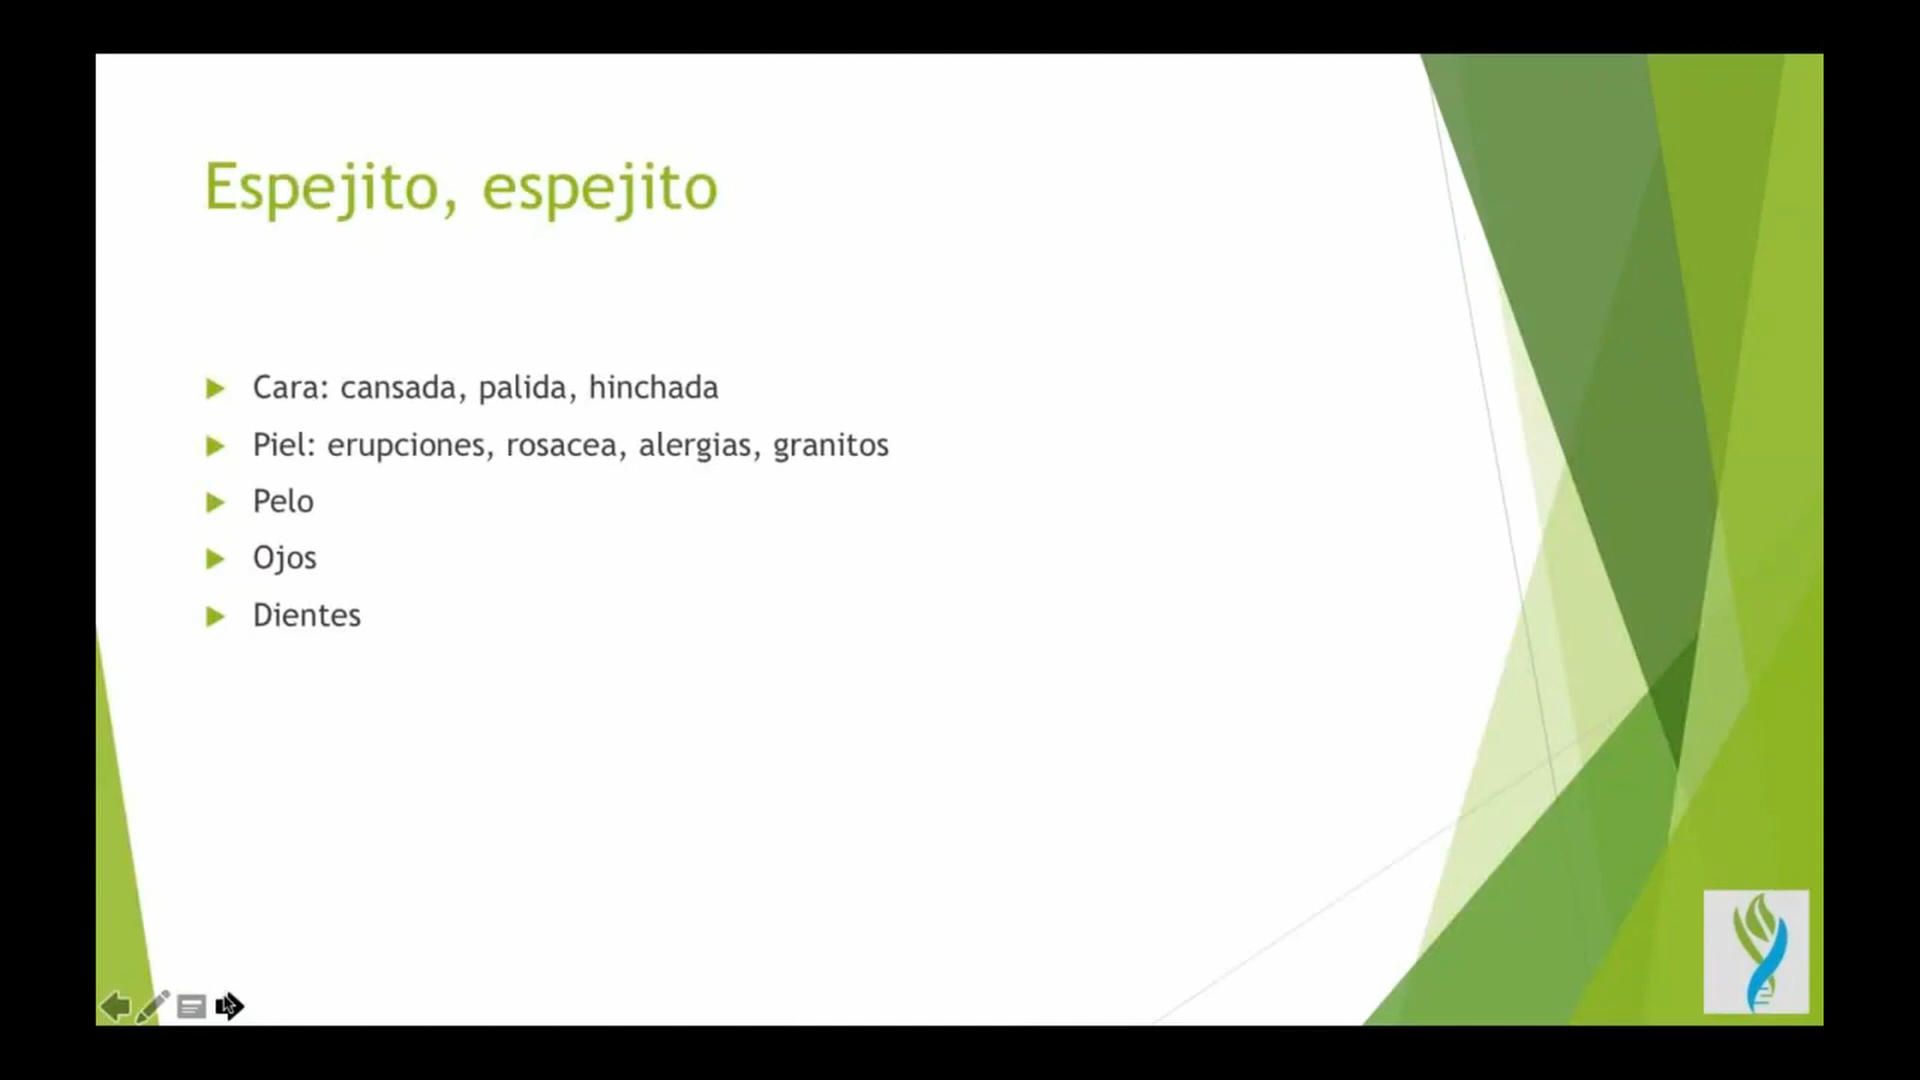 Espejito, espejito
Cara: cansada, palida, hinchada
Piel: erupciones, rosacea, alergias, granitos
Pelo
Ojos
Dientes